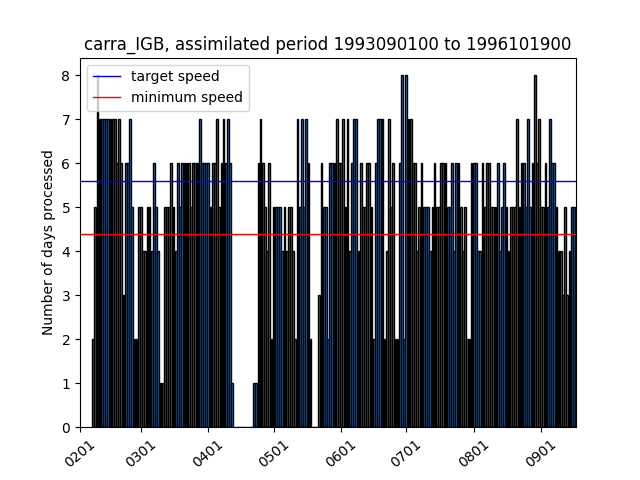 carra_IGB, assimilated period 1993090100 to 1996101900
target speed
minimum speed
Number of days processed
8
7
6
5
4
3
2
1
0
0201 0301 0401 0501 0601 0701 0801 0901